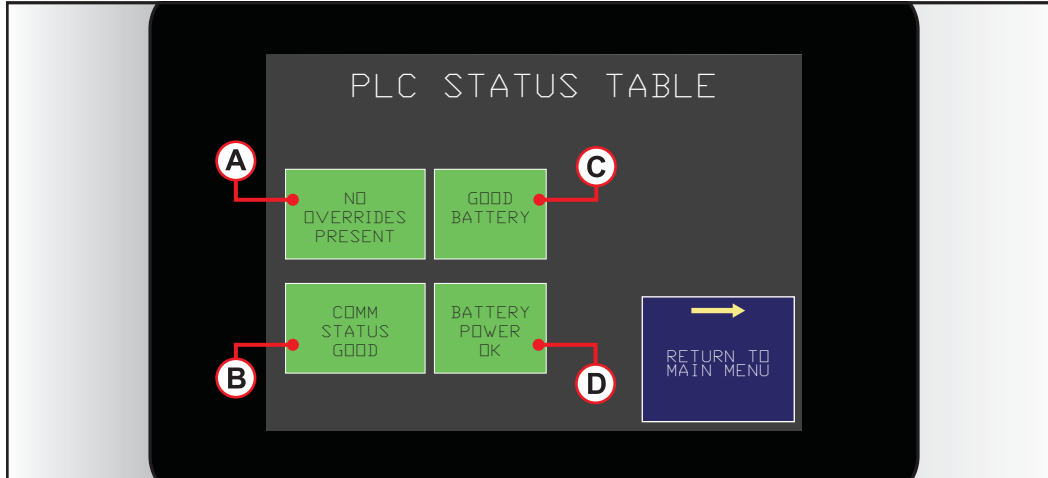 PLC STATUS TABLE
A
NO
OVERRIDES
PRESENT
C
GOOD
BATTERY
B
COMM
STATUS
GOOD
D
BATTERY
POWER
OK
RETURN TO
MAIN MENU